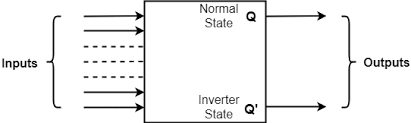 Normal
State
Q
Inputs
Outputs
Inverter
State
Q'